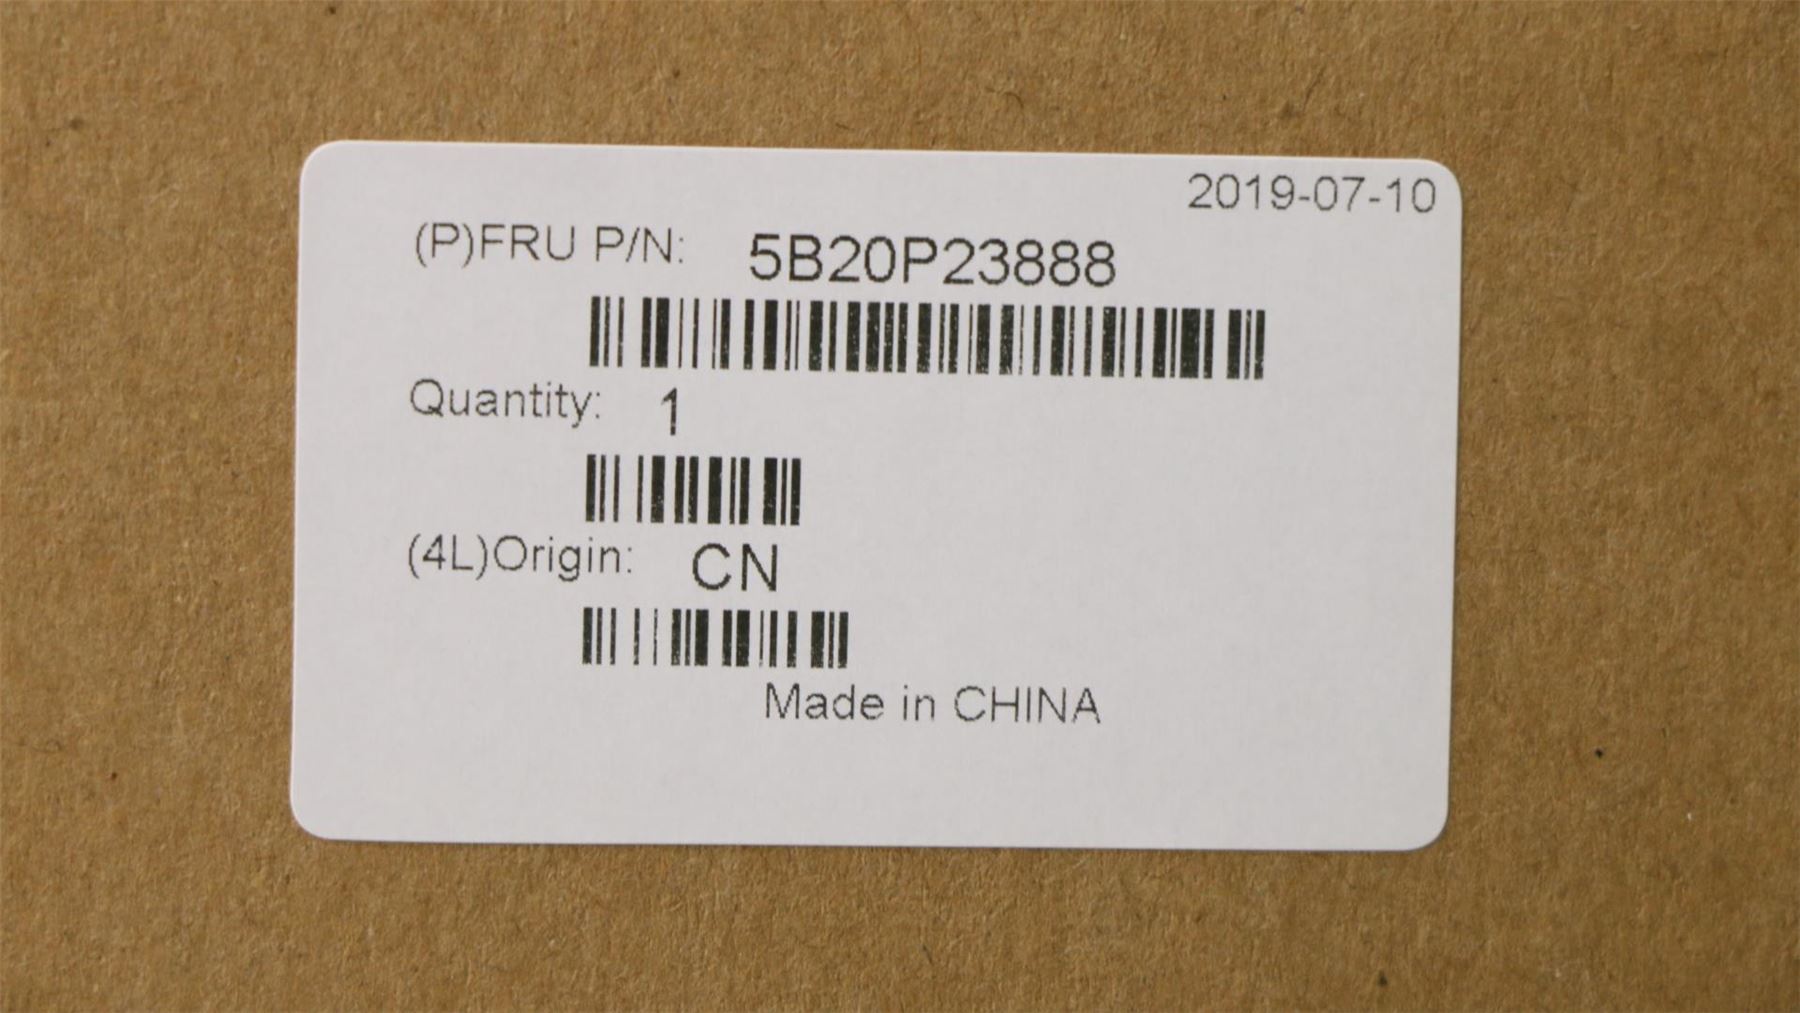 2019-07-10
(P)FRU P/N: 5B20P23888
Quantity: 1
(4L)Origin: CN
Made in CHINA